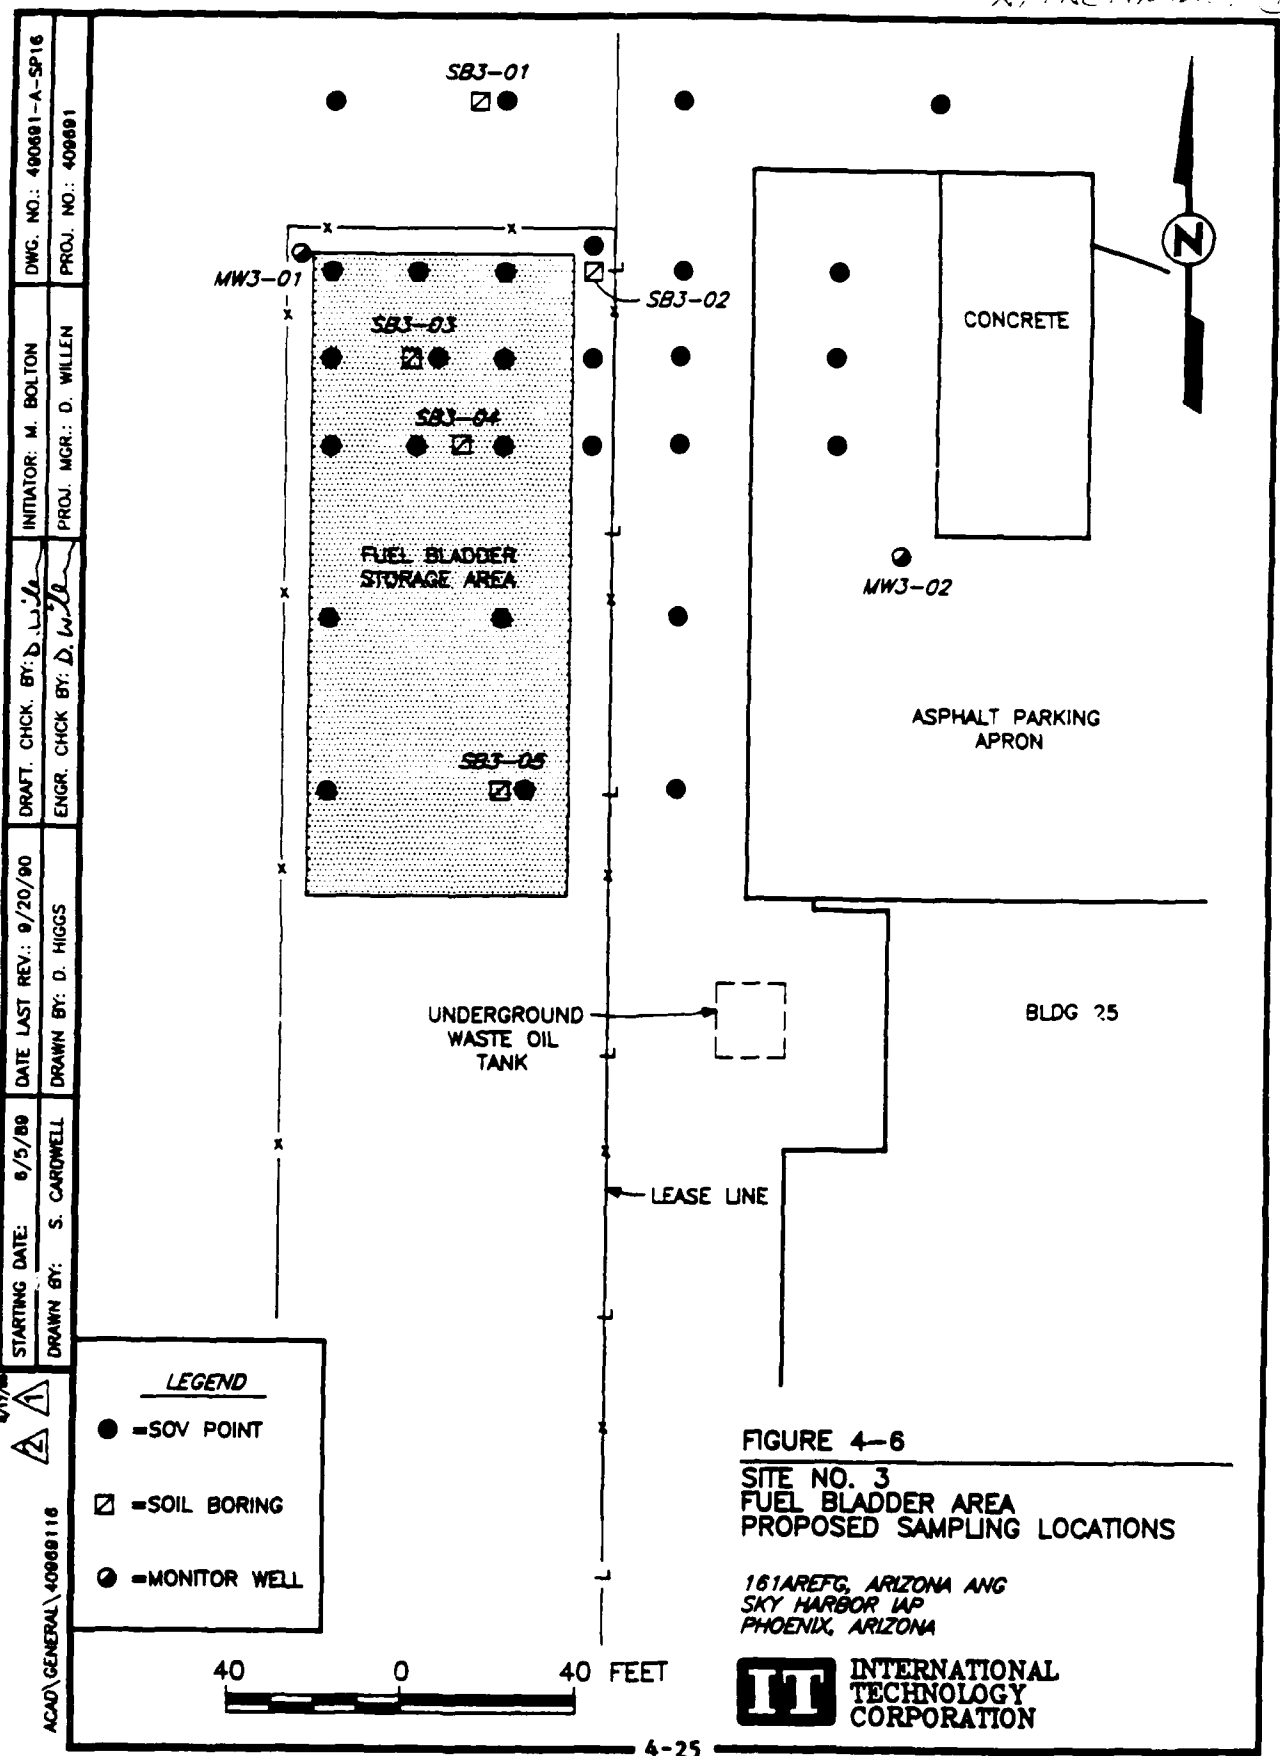 DWG. NO.: 490691-A-SP16
PROJ. NO.: 409691
INITIATOR: M. BOLTON
PROJ. MGR.: D. WILLEN
DRAFT. CHCK. BY:
ENGR. CHCK BY:
DATE LAST REV.: 9/20/90
DRAWN BY: D. HIGGS
STARTING DATE: 6/5/89
DRAWN BY: S. CARDWELL
1
2
ACAD\GENERAL\40969116
SB3-01
N
MW3-01
SB3-02
SB3-03
CONCRETE
SB3-04
FUEL BLADDER
STORAGE AREA
MW3-02
ASPHALT PARKING
APRON
SB3-05
UNDERGROUND
WASTE OIL
TANK
BLDG 25
LEASE LINE
LEGEND
=SOV POINT
=SOIL BORING
=MONITOR WELL
40 0 40 FEET
FIGURE 4-6
SITE NO. 3
FUEL BLADDER AREA
PROPOSED SAMPLING LOCATIONS
161AREFG, ARIZONA ANG
SKY HARBOR IAP
PHOENIX, ARIZONA
IT INTERNATIONAL
TECHNOLOGY
CORPORATION
4-25